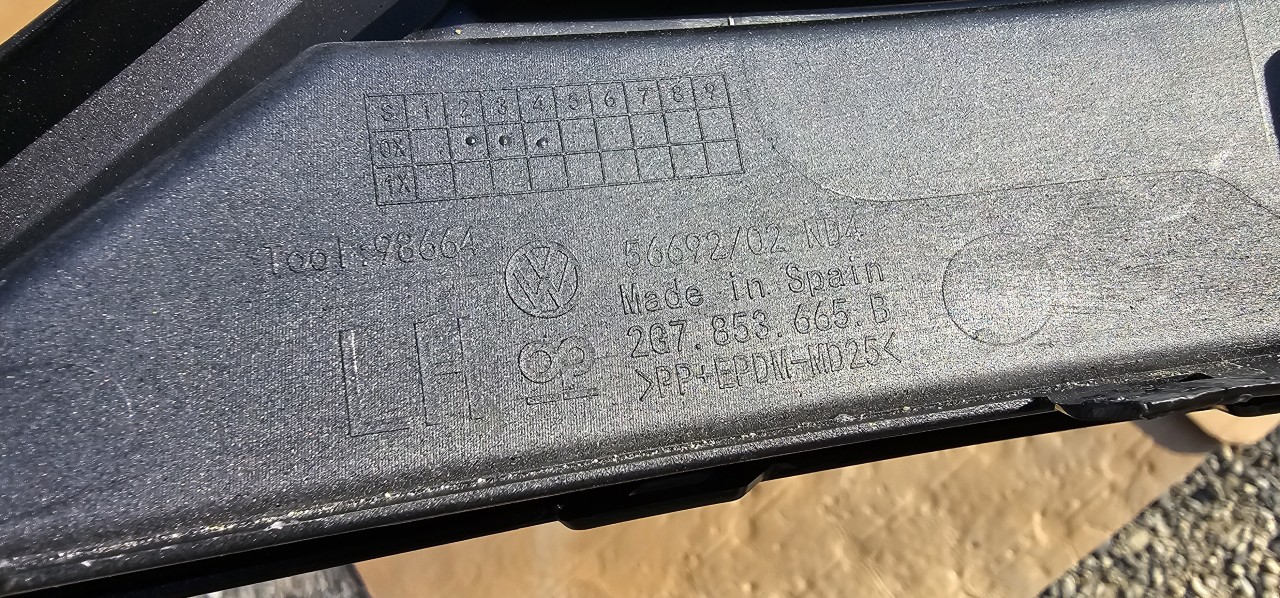 S 1 2 3 4 5 6 7 8 9
0X
1X
Tool:98664
56692/02 ND4
Made in Spain
2G7.853.665.B
>PP+EPDM-MD25<
LH